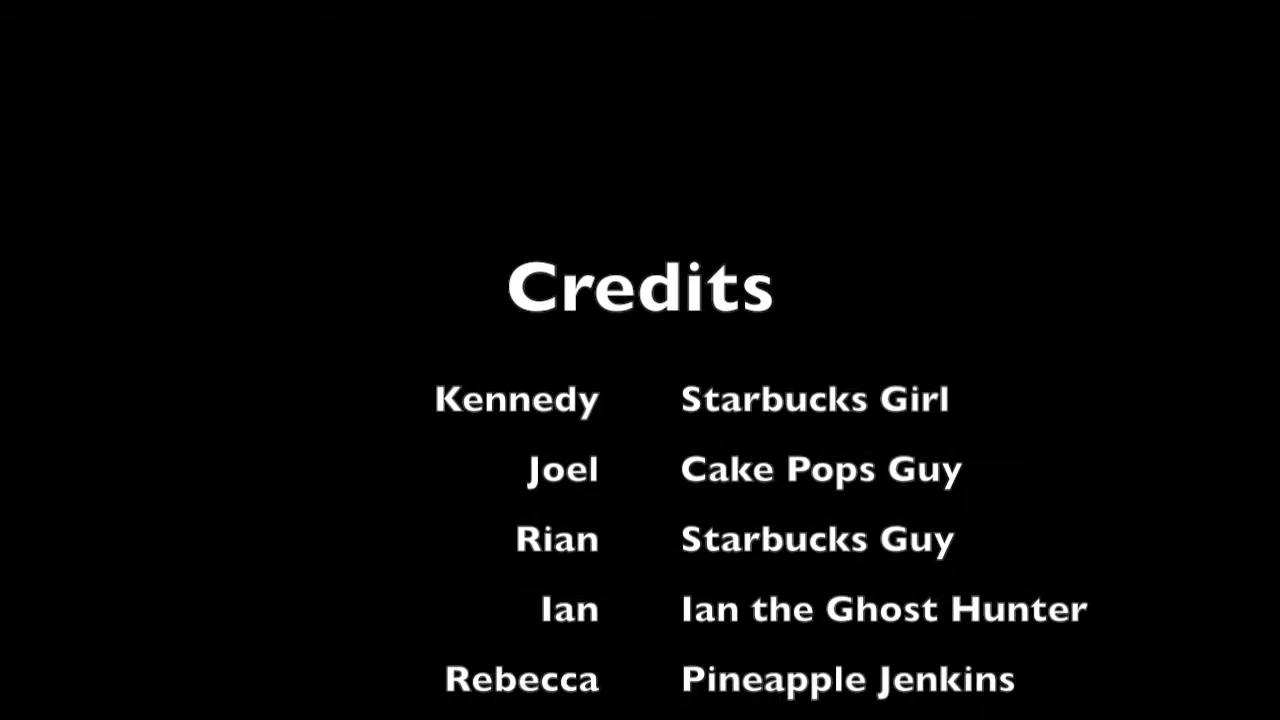 Credits
Kennedy Starbucks Girl
Joel Cake Pops Guy
Rian Starbucks Guy
Ian Ian the Ghost Hunter
Rebecca Pineapple Jenkins